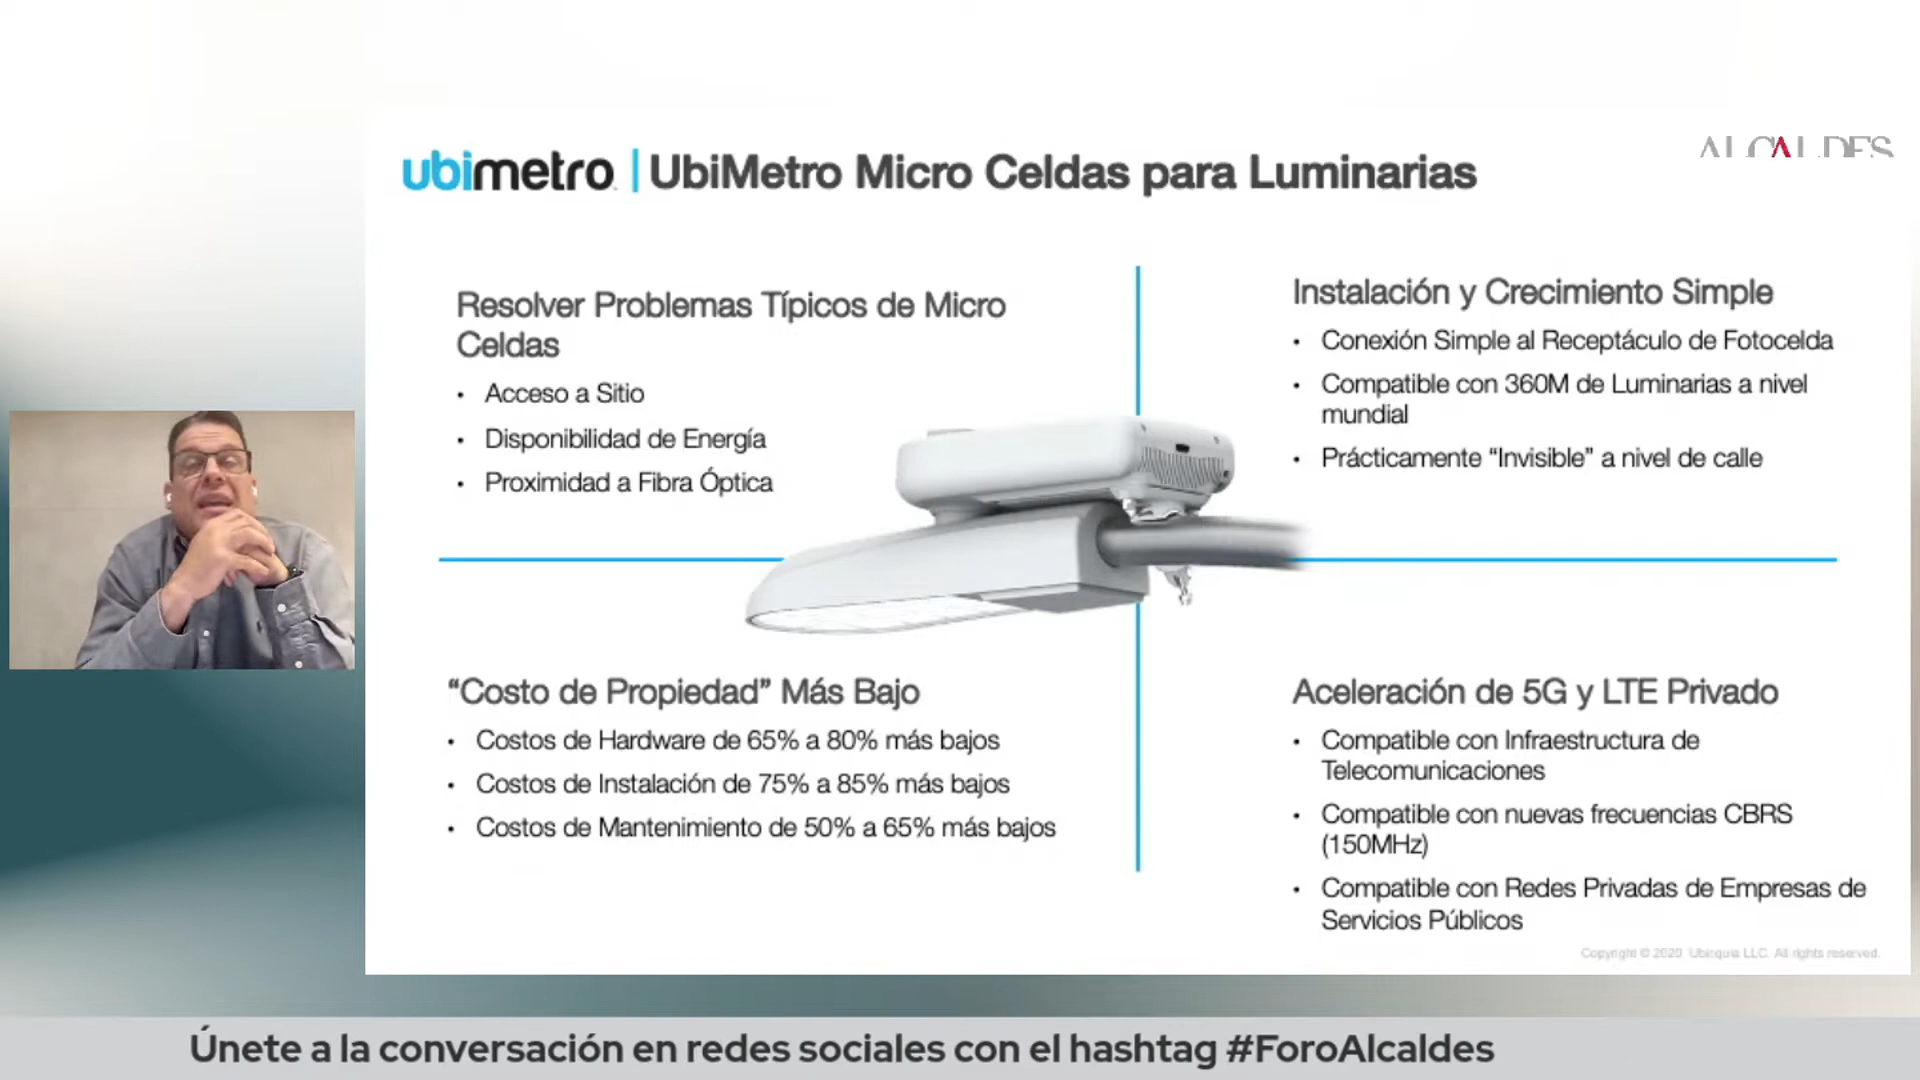 ubimetro | UbiMetro Micro Celdas para Luminarias
ALCALDES
Resolver Problemas Típicos de Micro
Celdas
• Acceso a Sitio
• Disponibilidad de Energía
• Proximidad a Fibra Óptica
Instalación y Crecimiento Simple
• Conexión Simple al Receptáculo de Fotocelda
• Compatible con 360M de Luminarias a nivel
mundial
• Prácticamente “Invisible” a nivel de calle
“Costo de Propiedad” Más Bajo
• Costos de Hardware de 65% a 80% más bajos
• Costos de Instalación de 75% a 85% más bajos
• Costos de Mantenimiento de 50% a 65% más bajos
Aceleración de 5G y LTE Privado
• Compatible con Infraestructura de
Telecomunicaciones
• Compatible con nuevas frecuencias CBRS
(150MHz)
• Compatible con Redes Privadas de Empresas de
Servicios Públicos
Copyright © 2020 Ubicquia LLC. All rights reserved.
Únete a la conversación en redes sociales con el hashtag #ForoAlcaldes